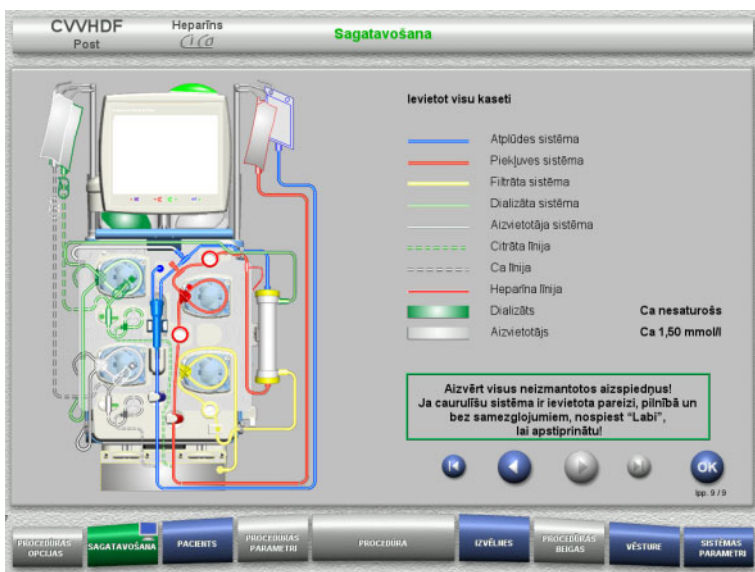 CVVHDF
Post
Heparīns
Ci Ca
Sagatavošana
Ievietot visu kaseti
Atplūdes sistēma
Piekļuves sistēma
Filtrāta sistēma
Dializāta sistēma
Aizvietotāja sistēma
Citrāta līnija
Ca līnija
Heparīna līnija
Dializāts Ca nesaturošs
Aizvietotājs Ca 1,50 mmol/l
Aizvērt visus neizmantotos aizspiedņus!
Ja caurulīšu sistēma ir ievietota pareizi, pilnībā un
bez samezglojumiem, nospiest “Labi”,
lai apstiprinātu!
OK
lpp. 9 / 9
PROCEDŪRAS
OPCIJAS
SAGATAVOŠANA
PACIENTS
PROCEDŪRAS
PARAMETRI
PROCEDŪRA
IZVĒLNES
PROCEDŪRAS
BEIGAS
VĒSTURE
SISTĒMAS
PARAMETRI